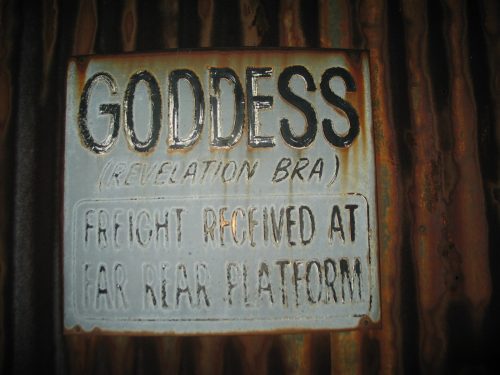 GODDESS
(REVELATION BRA)
FREIGHT RECEIVED AT
FAR REAR PLATFORM